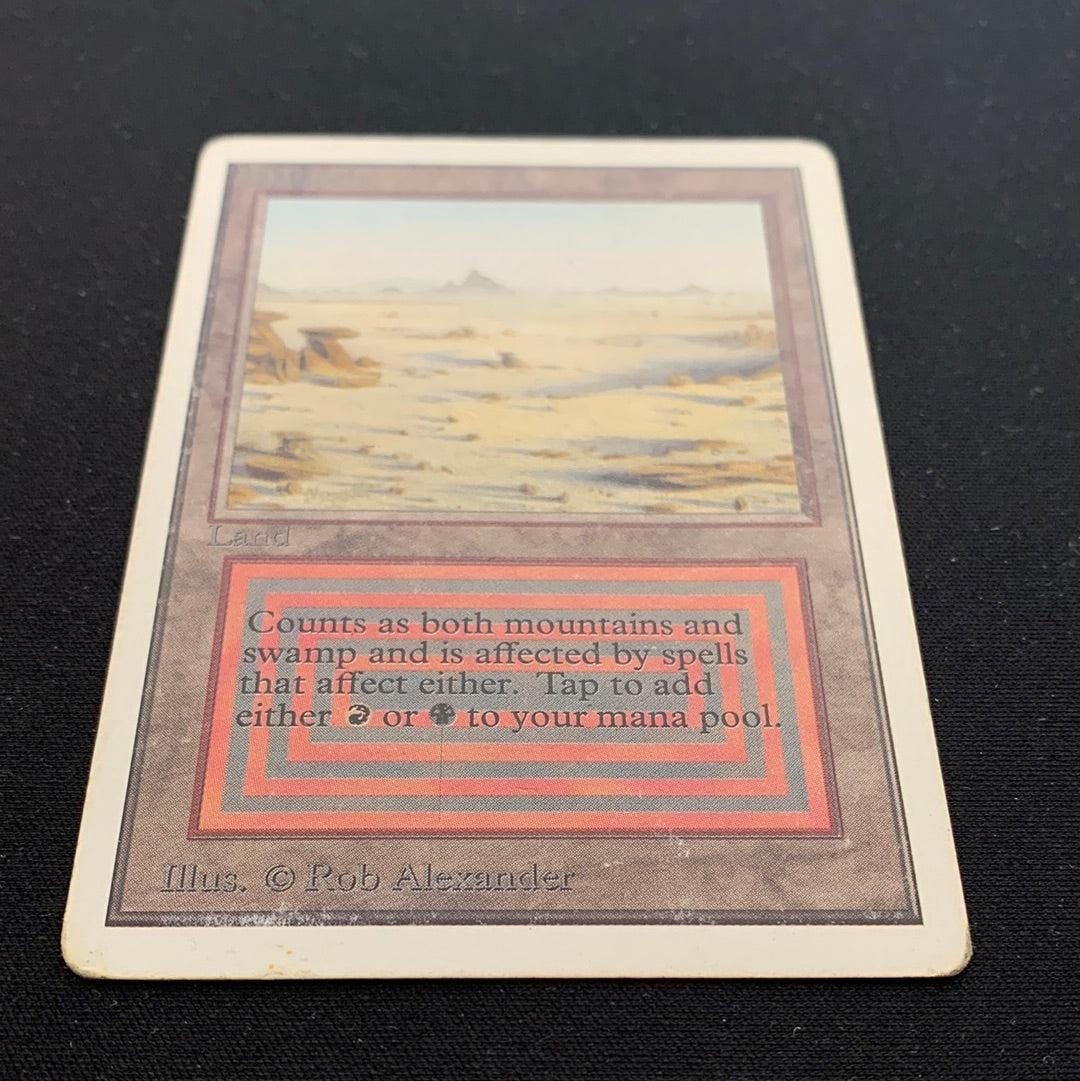 Land
Counts as both mountains and
swamp and is affected by spells
that affect either. Tap to add
either or to your mana pool.
Illus. © Rob Alexander